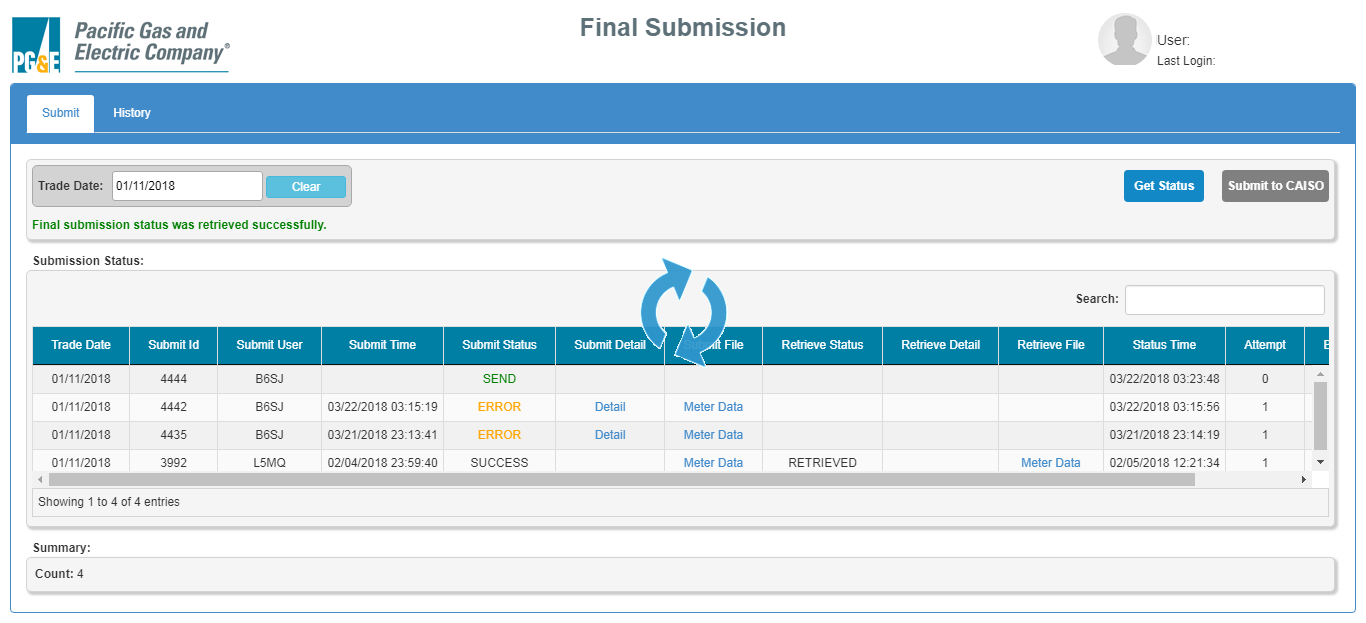 PG&E
Pacific Gas and
Electric Company®
Final Submission
User:
Last Login:
Submit History
Trade Date: 01/11/2018 Clear Get Status Submit to CAISO
Final submission status was retrieved successfully.
Submission Status:
Search:
Trade Date Submit Id Submit User Submit Time Submit Status Submit Detail Submit File Retrieve Status Retrieve Detail Retrieve File Status Time Attempt
01/11/2018 4444 B6SJ SEND 03/22/2018 03:23:48 0
01/11/2018 4442 B6SJ 03/22/2018 03:15:19 ERROR Detail Meter Data 03/22/2018 03:15:56 1
01/11/2018 4435 B6SJ 03/21/2018 23:13:41 ERROR Detail Meter Data 03/21/2018 23:14:19 1
01/11/2018 3992 L5MQ 02/04/2018 23:59:40 SUCCESS Meter Data RETRIEVED Meter Data 02/05/2018 12:21:34 1
Showing 1 to 4 of 4 entries
Summary:
Count: 4